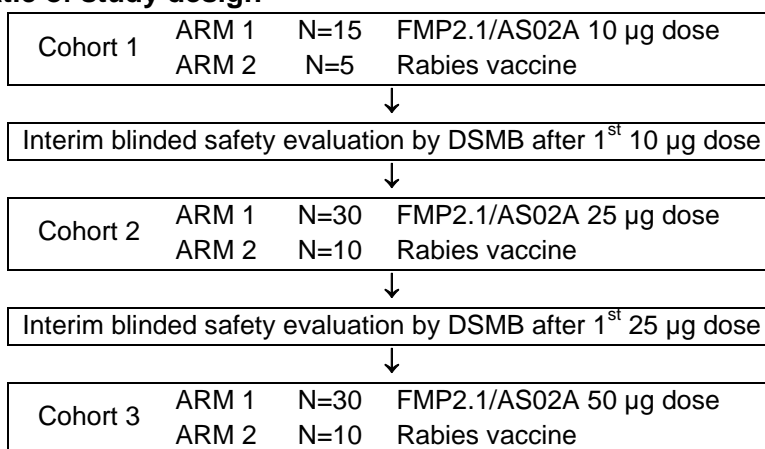 Cohort 1 ARM 1 N=15 FMP2.1/AS02A 10 µg dose
ARM 2 N=5 Rabies vaccine
↓
Interim blinded safety evaluation by DSMB after 1st 10 µg dose
↓
Cohort 2 ARM 1 N=30 FMP2.1/AS02A 25 µg dose
ARM 2 N=10 Rabies vaccine
↓
Interim blinded safety evaluation by DSMB after 1st 25 µg dose
↓
Cohort 3 ARM 1 N=30 FMP2.1/AS02A 50 µg dose
ARM 2 N=10 Rabies vaccine